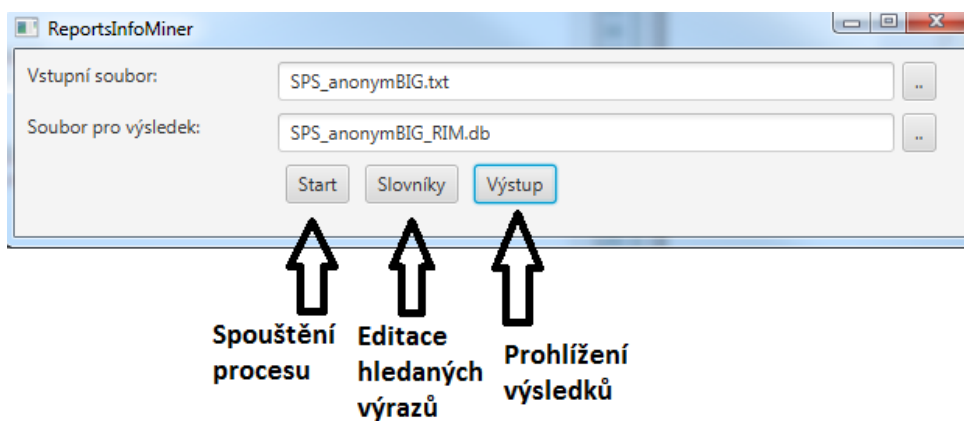 ReportsInfoMiner
Vstupní soubor:
SPS_anonymBIG.txt
..
Soubor pro výsledek:
SPS_anonymBIG_RIM.db
..
Start
Slovníky
Výstup
Spouštění
procesu
Editace
hledaných
výrazů
Prohlížení
výsledků